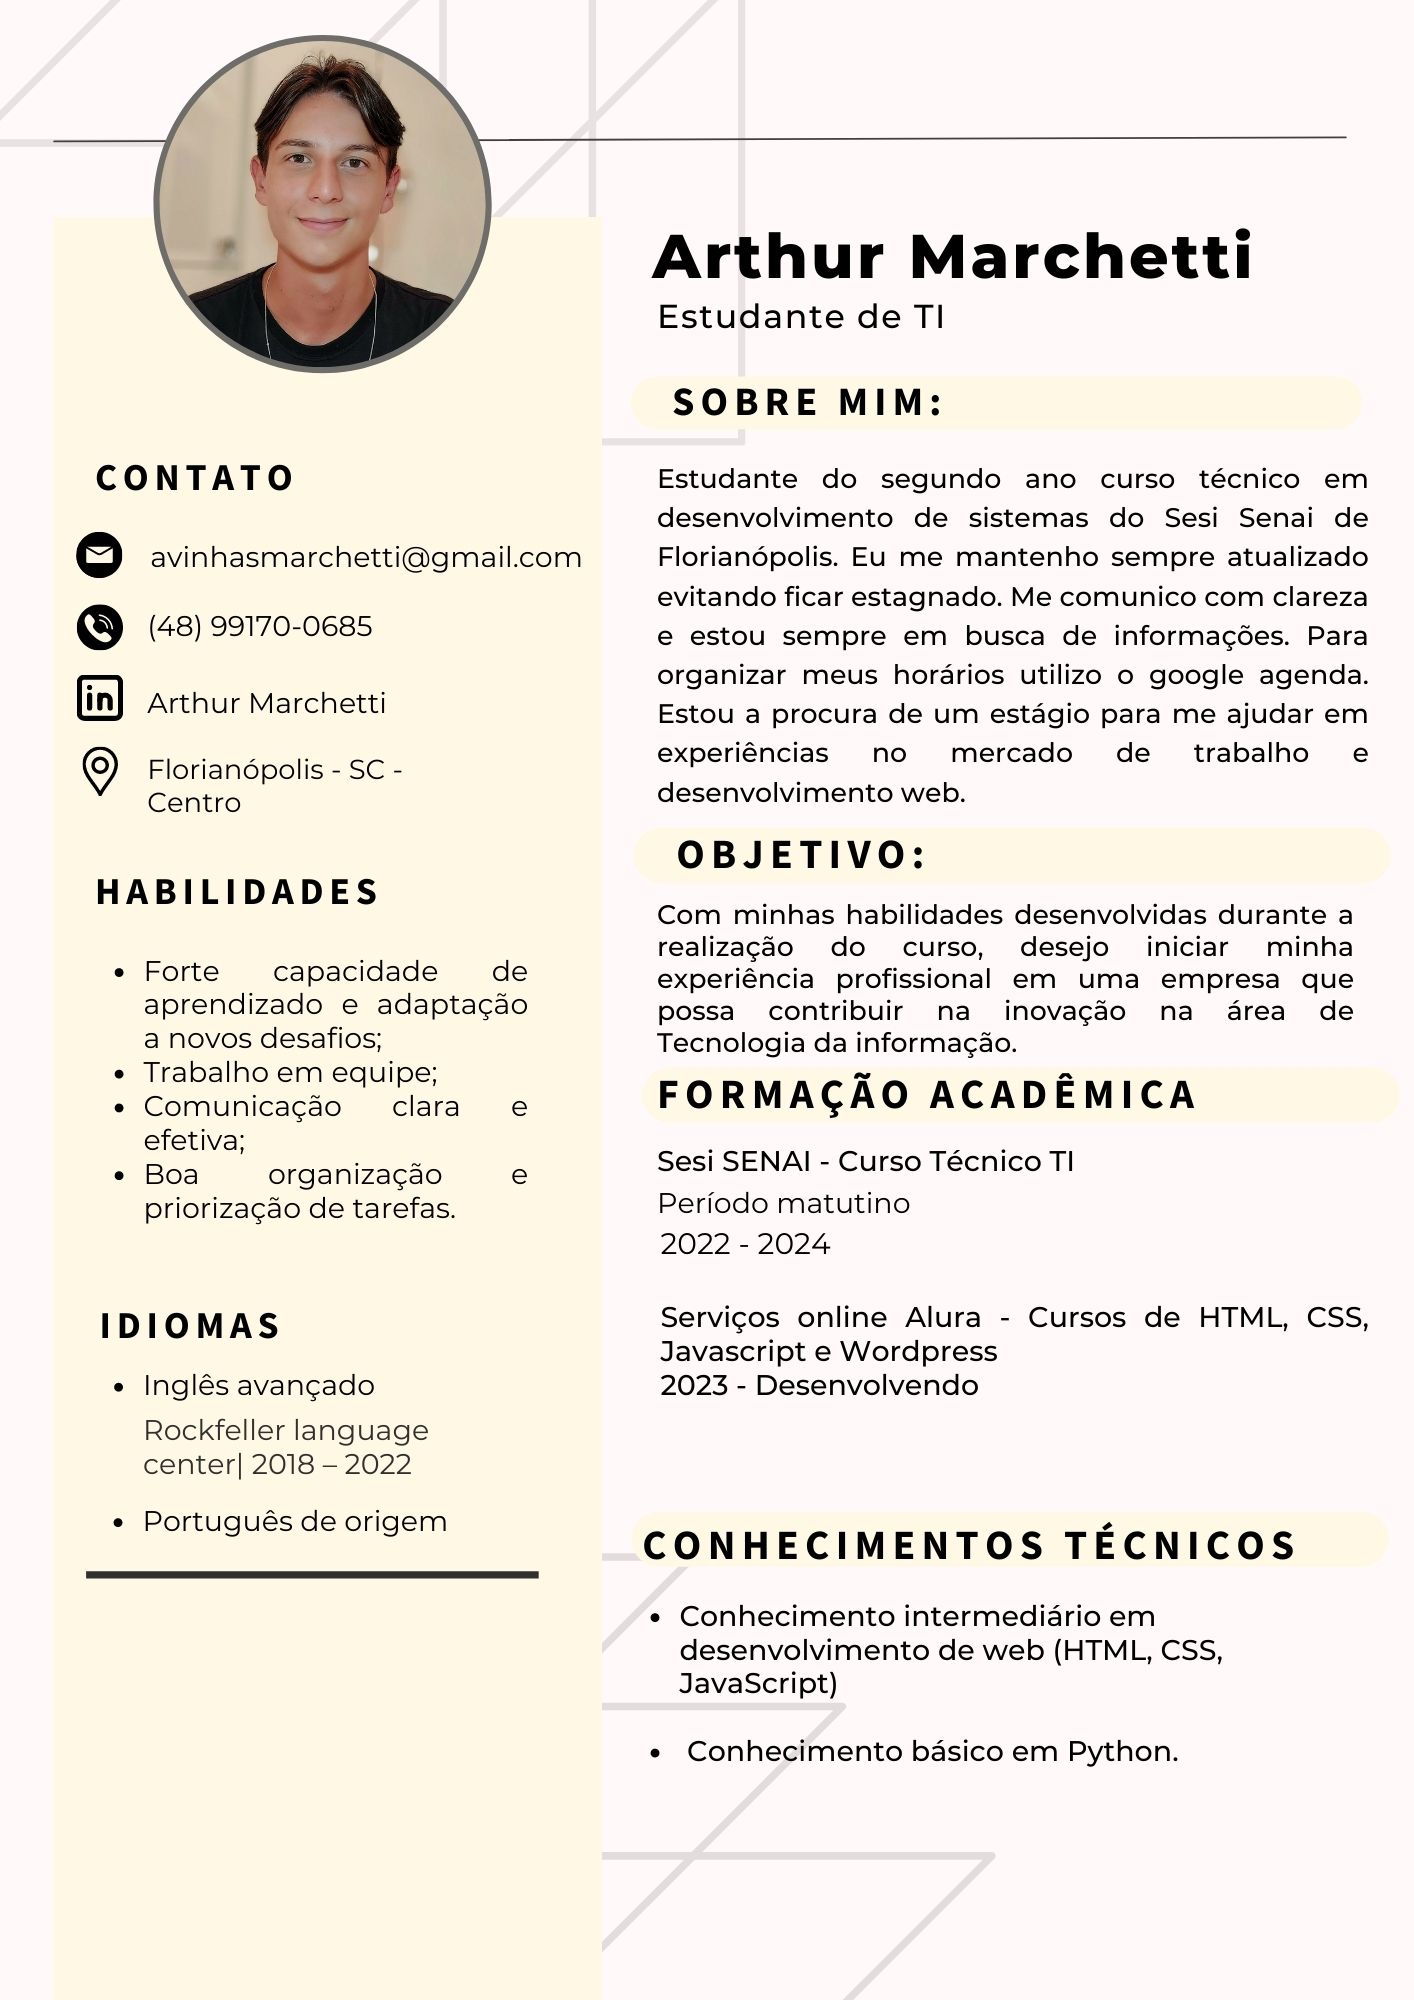 Arthur Marchetti
Estudante de TI
CONTATO
avinhasmarchetti@gmail.com
(48) 99170-0685
in
Arthur Marchetti
Florianópolis - SC -
Centro
HABILIDADES
• Forte capacidade de
aprendizado e adaptação
a novos desafios;
• Trabalho em equipe;
• Comunicação clara e
efetiva;
• Boa organização e
priorização de tarefas.
IDIOMAS
• Inglês avançado
Rockfeller language
center| 2018 – 2022
• Português de origem
SOBRE MIM:
Estudante do segundo ano curso técnico em
desenvolvimento de sistemas do Sesi Senai de
Florianópolis. Eu me mantenho sempre atualizado
evitando ficar estagnado. Me comunico com clareza
e estou sempre em busca de informações. Para
organizar meus horários utilizo o google agenda.
Estou a procura de um estágio para me ajudar em
experiências no mercado de trabalho e
desenvolvimento web.
OBJETIVO:
Com minhas habilidades desenvolvidas durante a
realização do curso, desejo iniciar minha
experiência profissional em uma empresa que
possa contribuir na inovação na área de
Tecnologia da informação.
FORMAÇÃO ACADÊMICA
Sesi SENAI - Curso Técnico TI
Período matutino
2022 - 2024
Serviços online Alura - Cursos de HTML, CSS,
Javascript e Wordpress
2023 - Desenvolvendo
CONHECIMENTOS TÉCNICOS
• Conhecimento intermediário em
desenvolvimento de web (HTML, CSS,
JavaScript)
• Conhecimento básico em Python.